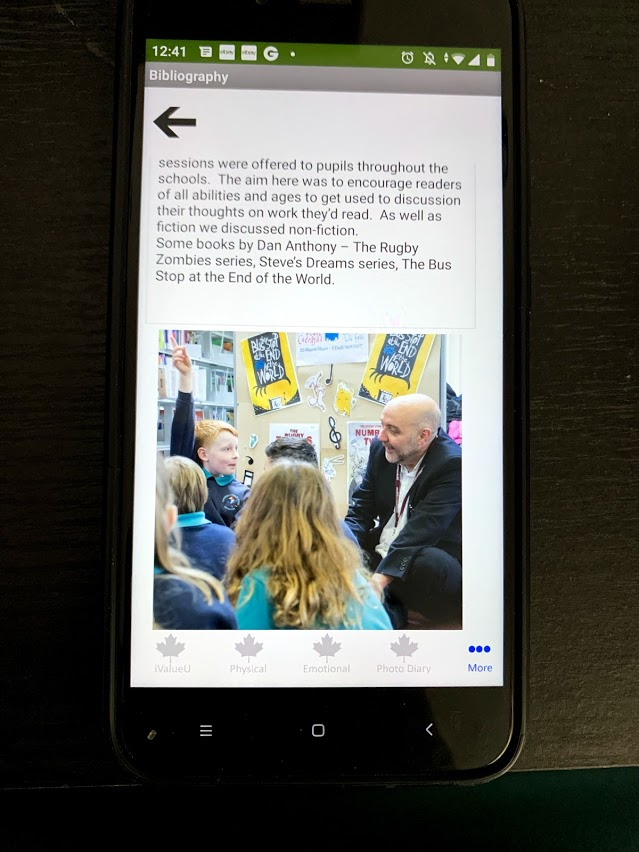 12:41
Bibliography
sessions were offered to pupils throughout the
schools. The aim here was to encourage readers
of all abilities and ages to get used to discussion
their thoughts on work they'd read. As well as
fiction we discussed non-fiction.
Some books by Dan Anthony – The Rugby
Zombies series, Steve's Dreams series, The Bus
Stop at the End of the World.
STOP
at the
END
of the
WORLD
THE
RUGBY
NUMB
iValueU
Physical
Emotional
Photo Diary
More